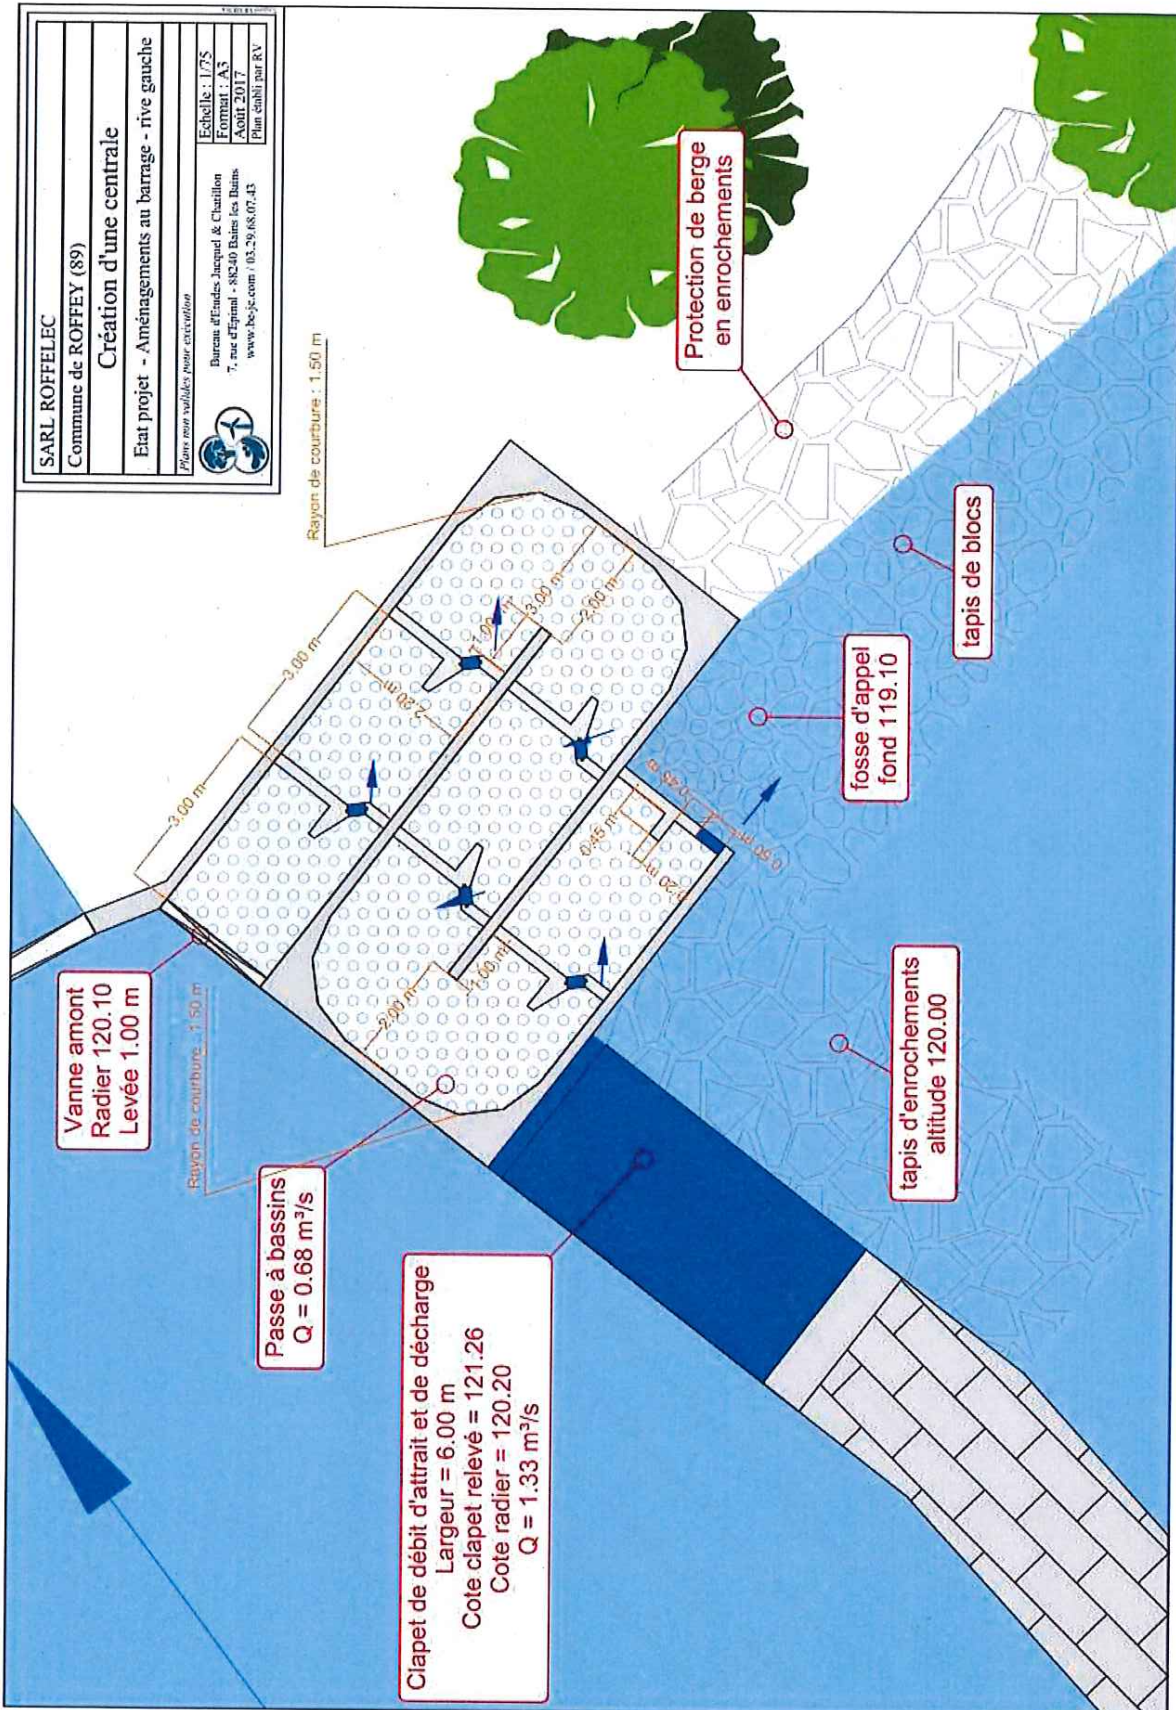 SARL ROFFELEC
Commune de ROFFEY (89)
Création d'une centrale
Etat projet - Aménagements au barrage - rive gauche
Plans non valides pour exécution
Bureau d'Etudes Jacquel & Chatillon
7, rue d'Epinal - 88240 Bains les Bains
www.be-jc.com / 03.29.68.07.43
Echelle : 1/75
Format : A3
Août 2017
Plan établi par RV
Rayon de courbure : 1.50 m
3.00 m
3.00 m
2.20 m
1.00 m
3.00 m
2.00 m
Protection de berge
en enrochements
tapis de blocs
fosse d'appel
fond 119.10
0.45 m
0.45 m
0.20 m
0.60 m
Vanne amont
Radier 120.10
Levée 1.00 m
Rayon de courbure : 1.50 m
2.00 m
1.00 m
Passe à bassins
Q = 0.68 m³/s
tapis d'enrochements
altitude 120.00
Clapet de débit d'attrait et de décharge
Largeur = 6.00 m
Cote clapet relevé = 121.26
Cote radier = 120.20
Q = 1.33 m³/s